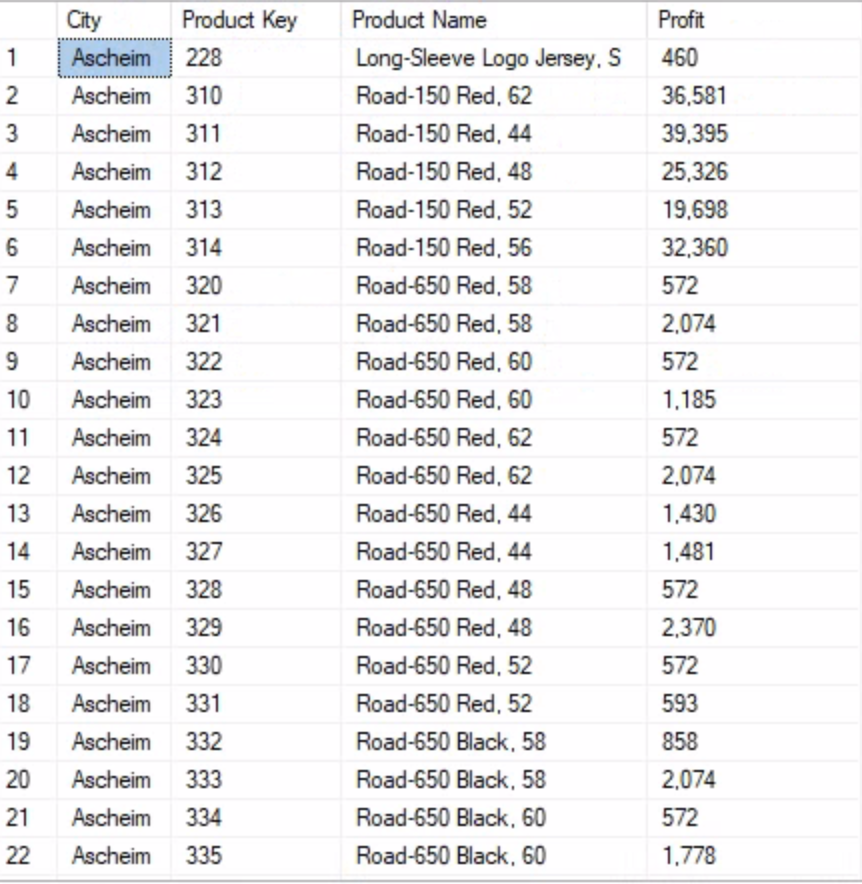 City Product Key Product Name Profit
1 Ascheim 228 Long-Sleeve Logo Jersey, S 460
2 Ascheim 310 Road-150 Red, 62 36,581
3 Ascheim 311 Road-150 Red, 44 39,395
4 Ascheim 312 Road-150 Red, 48 25,326
5 Ascheim 313 Road-150 Red, 52 19,698
6 Ascheim 314 Road-150 Red, 56 32,360
7 Ascheim 320 Road-650 Red, 58 572
8 Ascheim 321 Road-650 Red, 58 2,074
9 Ascheim 322 Road-650 Red, 60 572
10 Ascheim 323 Road-650 Red, 60 1,185
11 Ascheim 324 Road-650 Red, 62 572
12 Ascheim 325 Road-650 Red, 62 2,074
13 Ascheim 326 Road-650 Red, 44 1,430
14 Ascheim 327 Road-650 Red, 44 1,481
15 Ascheim 328 Road-650 Red, 48 572
16 Ascheim 329 Road-650 Red, 48 2,370
17 Ascheim 330 Road-650 Red, 52 572
18 Ascheim 331 Road-650 Red, 52 593
19 Ascheim 332 Road-650 Black, 58 858
20 Ascheim 333 Road-650 Black, 58 2,074
21 Ascheim 334 Road-650 Black, 60 572
22 Ascheim 335 Road-650 Black, 60 1,778